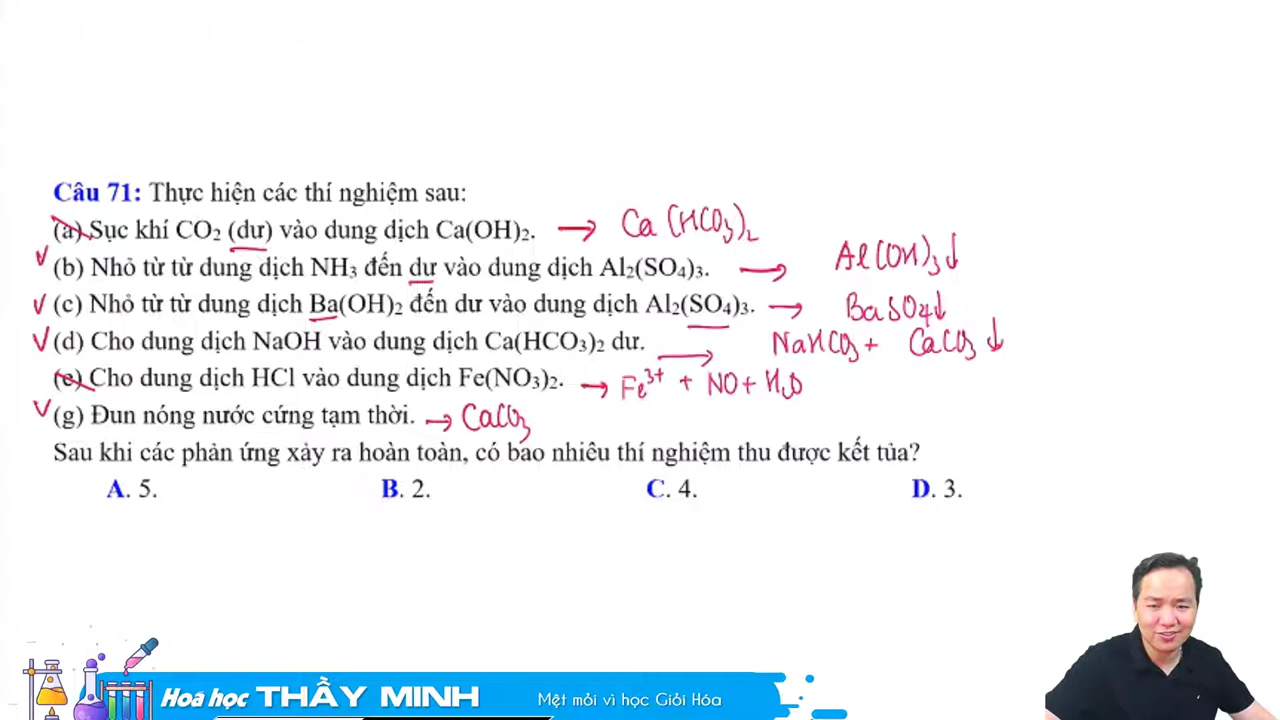 Câu 71: Thực hiện các thí nghiệm sau:
(a) Sục khí CO₂ (dư) vào dung dịch Ca(OH)₂. → Ca(HCO₃)₂
(b) Nhỏ từ từ dung dịch NH₃ đến dư vào dung dịch Al₂(SO₄)₃. → Al(OH)₃↓
(c) Nhỏ từ từ dung dịch Ba(OH)₂ đến dư vào dung dịch Al₂(SO₄)₃. → BaSO₄↓
(d) Cho dung dịch NaOH vào dung dịch Ca(HCO₃)₂ dư. → NaHCO₃ + CaCO₃↓
(e) Cho dung dịch HCl vào dung dịch Fe(NO₃)₂. → Fe³⁺ + NO + H₂O
(g) Đun nóng nước cứng tạm thời. → CaCO₃
Sau khi các phản ứng xảy ra hoàn toàn, có bao nhiêu thí nghiệm thu được kết tủa?
A. 5. B. 2. C. 4. D. 3.
Hoá học THẦY MINH Mệt mỏi vì học Giỏi Hóa